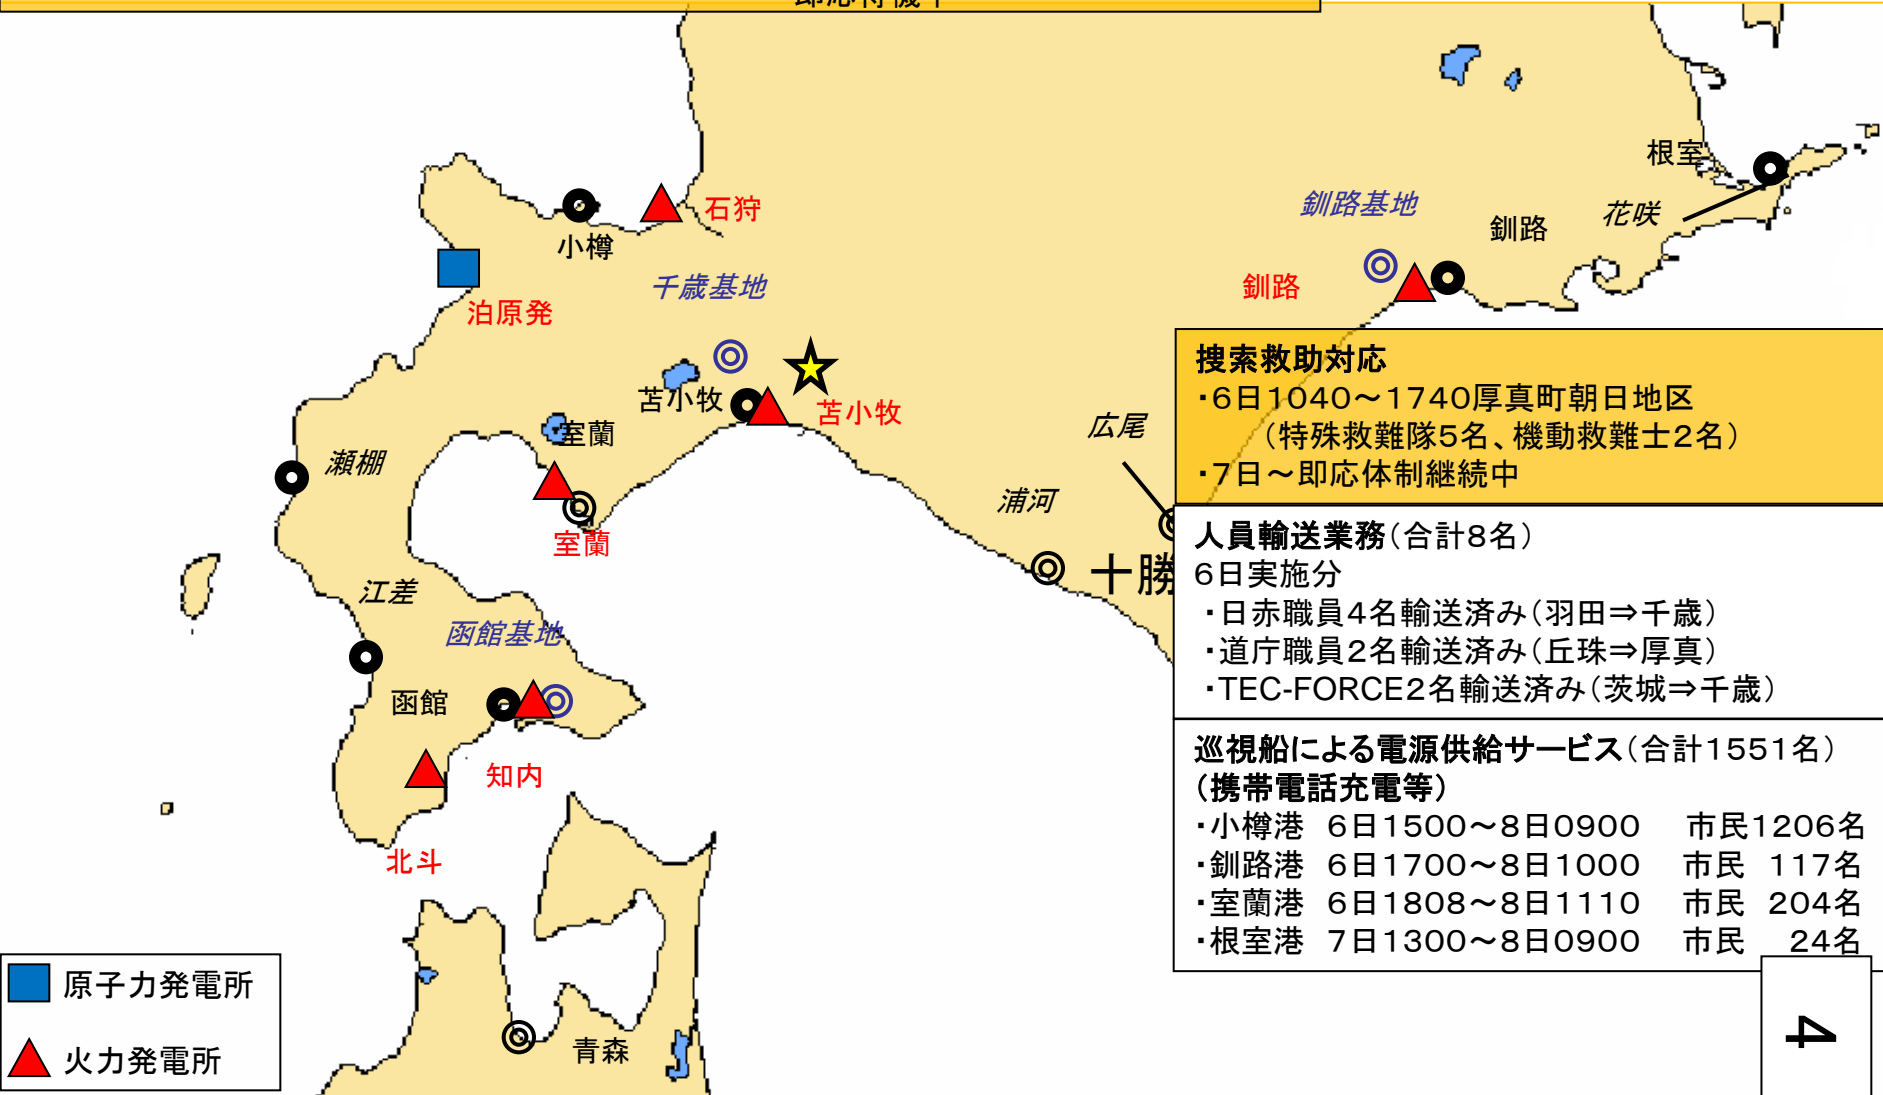 石狩
小樽
泊原発
千歳基地
苫小牧
苫小牧
室蘭
室蘭
瀬棚
江差
函館基地
函館
知内
北斗
青森
浦河
広尾
十勝
釧路基地
釧路
釧路
根室
花咲
捜索救助対応
・6日1040～1740厚真町朝日地区
（特殊救難隊5名、機動救難士2名）
・7日～即応体制継続中
人員輸送業務（合計8名）
6日実施分
・日赤職員4名輸送済み（羽田⇒千歳）
・道庁職員2名輸送済み（丘珠⇒厚真）
・TEC-FORCE2名輸送済み（茨城⇒千歳）
巡視船による電源供給サービス（合計1551名）
（携帯電話充電等）
・小樽港 6日1500～8日0900 市民1206名
・釧路港 6日1700～8日1000 市民 117名
・室蘭港 6日1808～8日1110 市民 204名
・根室港 7日1300～8日0900 市民 24名
原子力発電所
火力発電所
4